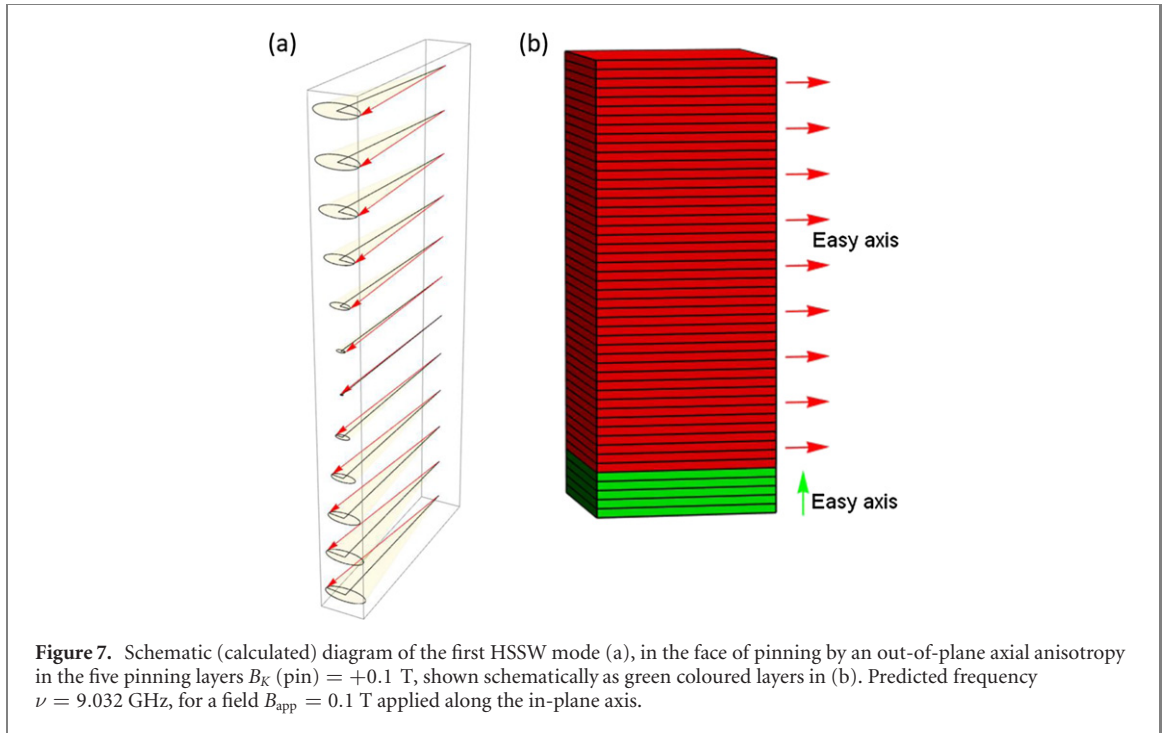 (a)
(b)
Easy axis
Easy axis
Figure 7. Schematic (calculated) diagram of the first HSSW mode (a), in the face of pinning by an out-of-plane axial anisotropy
in the five pinning layers B_K (pin) = +0.1 T, shown schematically as green coloured layers in (b). Predicted frequency
ν = 9.032 GHz, for a field B_app = 0.1 T applied along the in-plane axis.